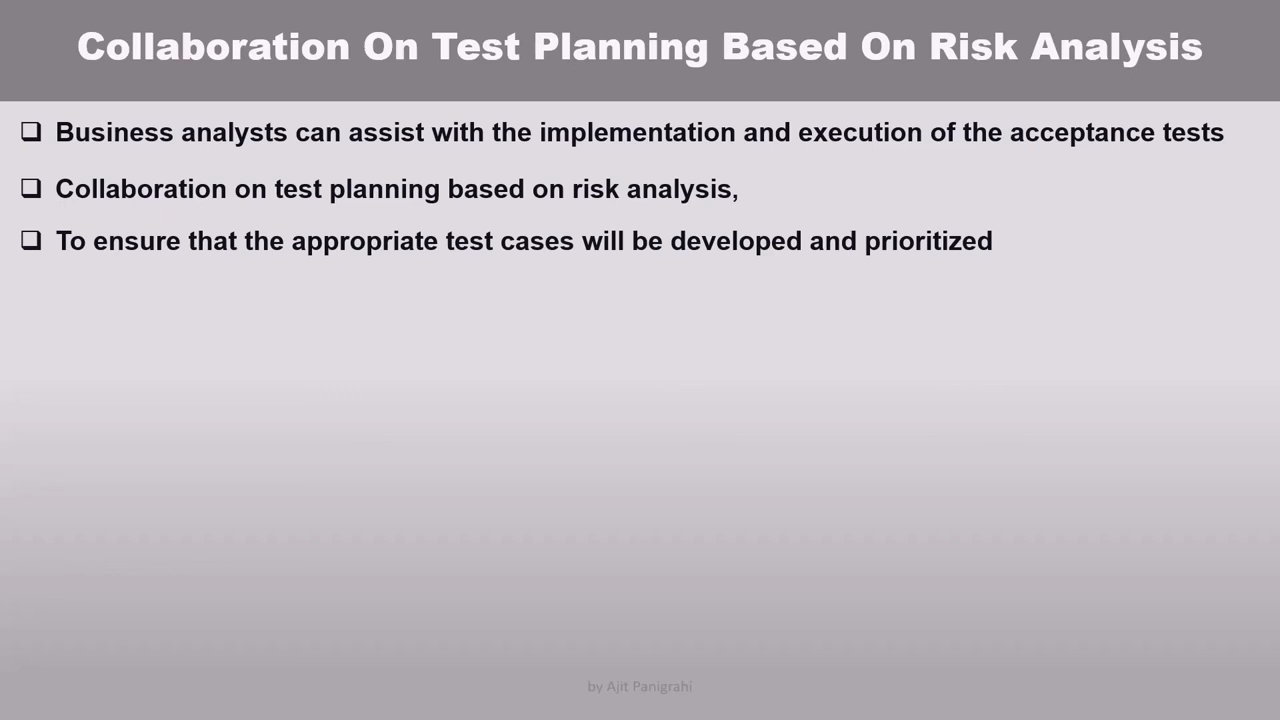 Collaboration On Test Planning Based On Risk Analysis
❑ Business analysts can assist with the implementation and execution of the acceptance tests
❑ Collaboration on test planning based on risk analysis,
❑ To ensure that the appropriate test cases will be developed and prioritized
by Ajit Panigrahi